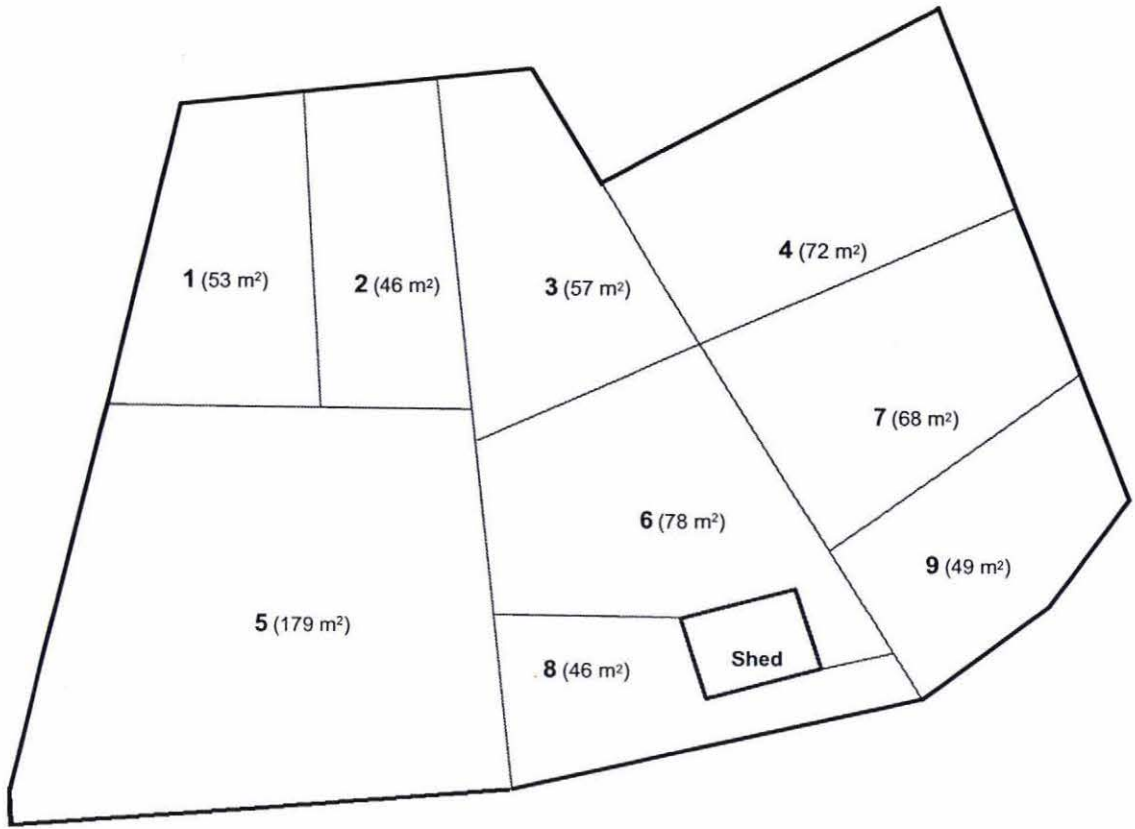 1 (53 m²)
2 (46 m²)
3 (57 m²)
4 (72 m²)
5 (179 m²)
6 (78 m²)
7 (68 m²)
8 (46 m²)
Shed
9 (49 m²)